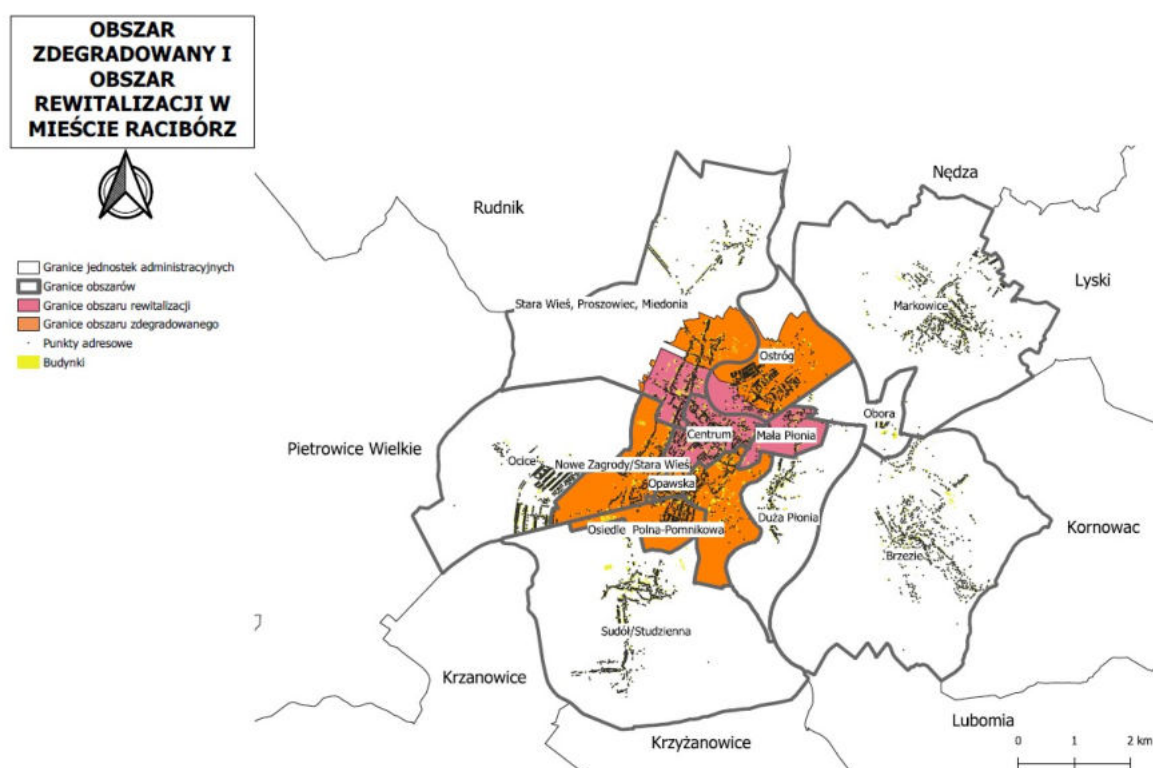 OBSZAR
ZDEGRADOWANY I
OBSZAR
REWITALIZACJI W
MIEŚCIE RACIBÓRZ
Granice jednostek administracyjnych
Granice obszarów
Granice obszaru rewitalizacji
Granice obszaru zdegradowanego
Punkty adresowe
Budynki
Nędza
Rudnik
Lyski
Stara Wieś, Proszowiec, Miedonia
Markowice
Ostróg
Obora
Centrum
Mała Płonia
Pietrowice Wielkie
Ocice
Nowe Zagrody/Stara Wieś
Opawska
Duża Płonia
Kornowac
Osiedle Polna-Pomnikowa
Brzezie
Sudół/Studzienna
Krzanowice
Lubomia
Krzyżanowice
0 1 2 km